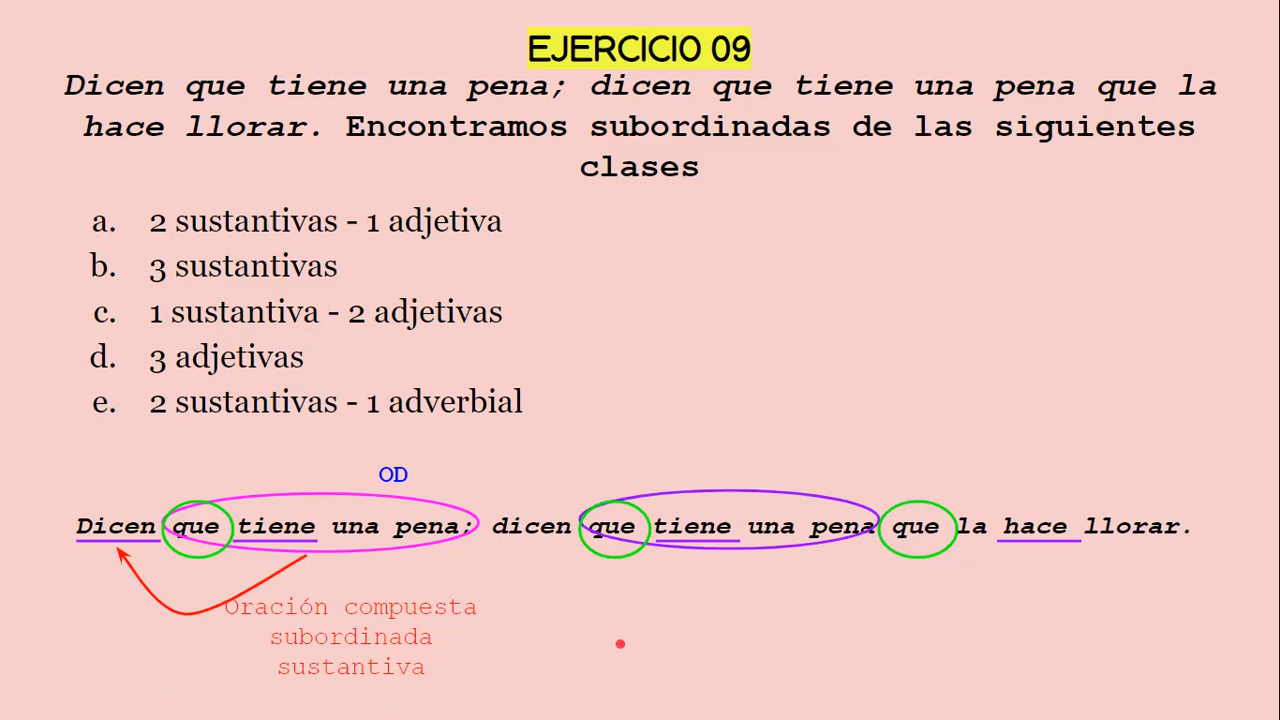 EJERCICIO 09
Dicen que tiene una pena; dicen que tiene una pena que la
hace llorar. Encontramos subordinadas de las siguientes
clases
a. 2 sustantivas - 1 adjetiva
b. 3 sustantivas
c. 1 sustantiva - 2 adjetivas
d. 3 adjetivas
e. 2 sustantivas - 1 adverbial
OD
Dicen que tiene una pena; dicen que tiene una pena que la hace llorar.
Oración compuesta
subordinada
sustantiva